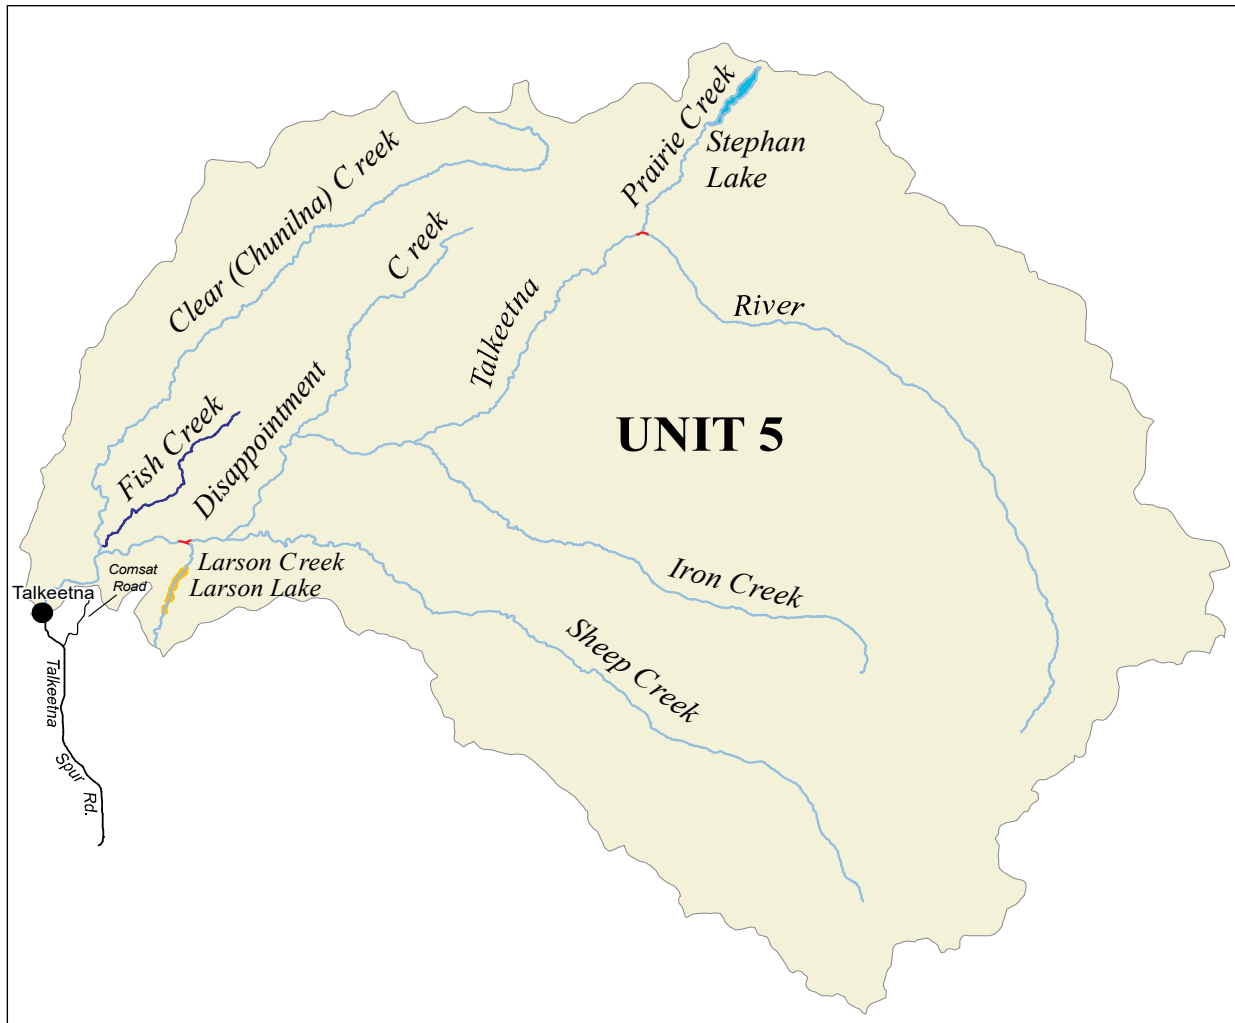 Prairie Creek
Stephan
Lake
Clear (Chunilna) Creek
Disappointment Creek
Talkeetna River
Fish Creek
UNIT 5
Larson Creek
Larson Lake
Iron Creek
Sheep Creek
Comsat
Road
Talkeetna
Talkeetna Spur Rd.